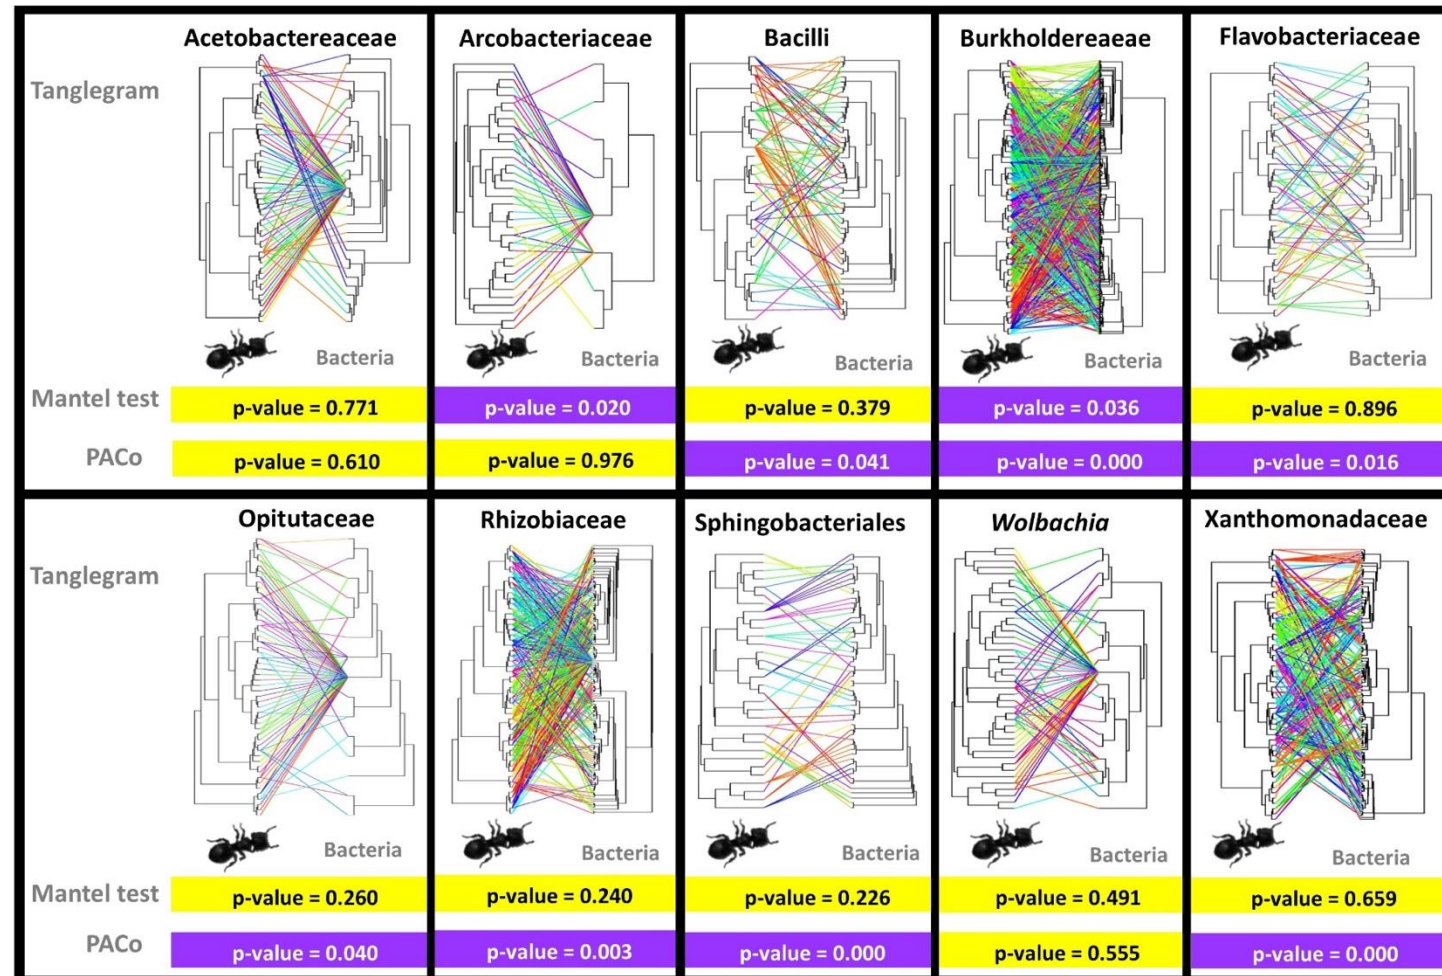 Acetobactereaceae Arcobacteriaceae Bacilli Burkholdereaeae Flavobacteriaceae
Tanglegram
Bacteria Bacteria Bacteria Bacteria Bacteria
Mantel test p-value = 0.771 p-value = 0.020 p-value = 0.379 p-value = 0.036 p-value = 0.896
PACo p-value = 0.610 p-value = 0.976 p-value = 0.041 p-value = 0.000 p-value = 0.016
Opitutaceae Rhizobiaceae Sphingobacteriales Wolbachia Xanthomonadaceae
Tanglegram
Bacteria Bacteria Bacteria Bacteria Bacteria
Mantel test p-value = 0.260 p-value = 0.240 p-value = 0.226 p-value = 0.491 p-value = 0.659
PACo p-value = 0.040 p-value = 0.003 p-value = 0.000 p-value = 0.555 p-value = 0.000